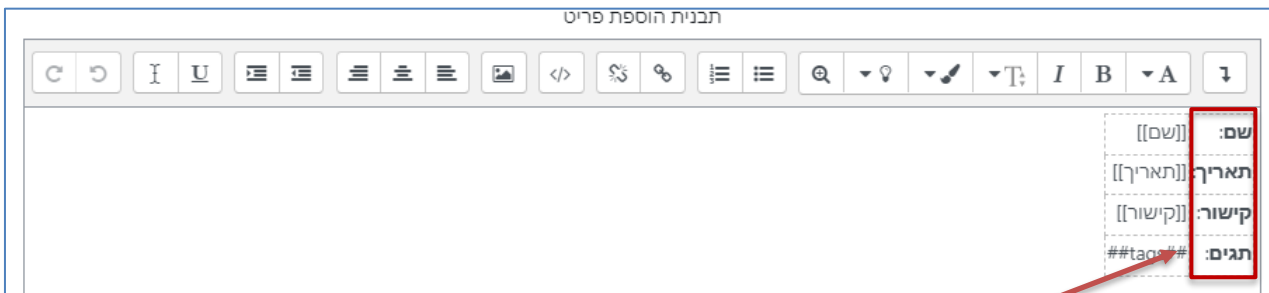 תבנית הוספת פריט
A B I T
שם: [[שם]]
תאריך: [[תאריך]]
קישור: [[קישור]]
תגים: ##tags##